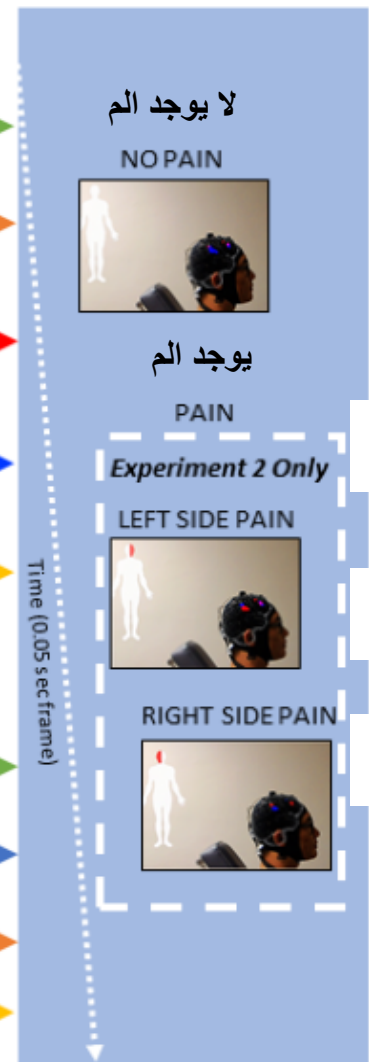 لا يوجد الم
NO PAIN
يوجد الم
PAIN
Experiment 2 Only
LEFT SIDE PAIN
RIGHT SIDE PAIN
Time (0.05 sec frame)